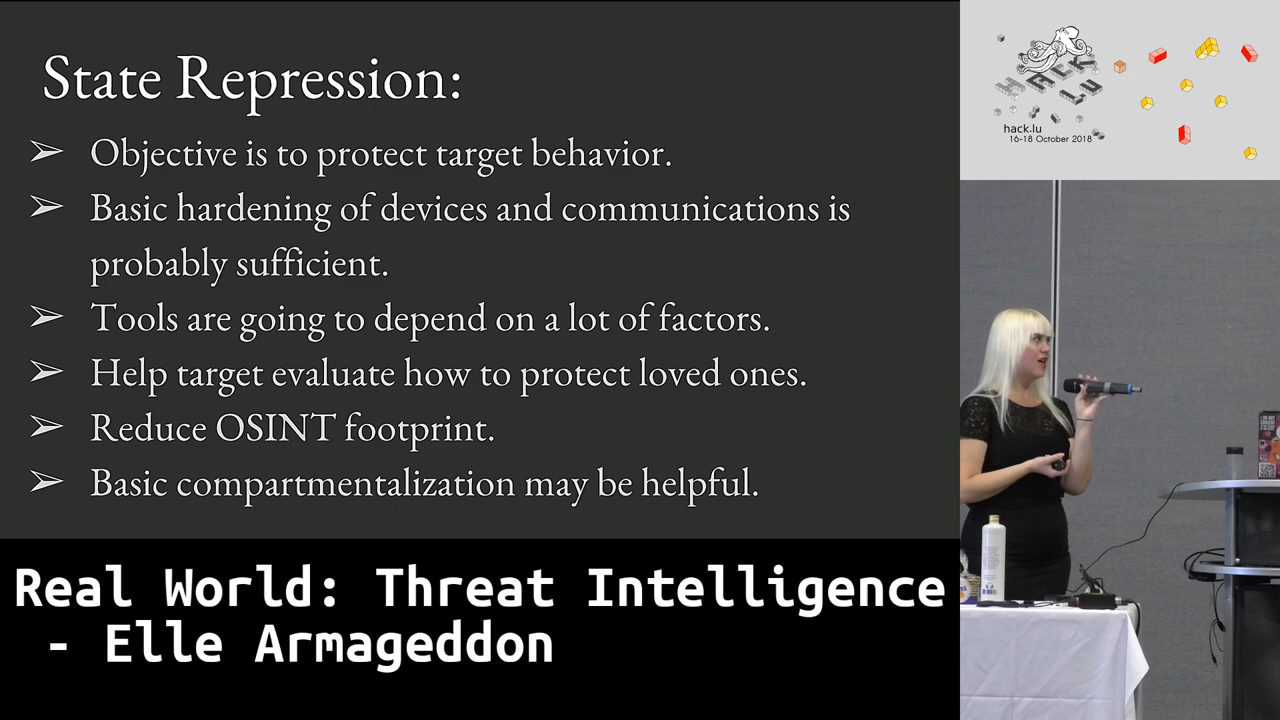 State Repression:
➢ Objective is to protect target behavior.
➢ Basic hardening of devices and communications is
probably sufficient.
➢ Tools are going to depend on a lot of factors.
➢ Help target evaluate how to protect loved ones.
➢ Reduce OSINT footprint.
➢ Basic compartmentalization may be helpful.
Real World: Threat Intelligence
- Elle Armageddon
HACK
LU
hack.lu
16-18 October 2018